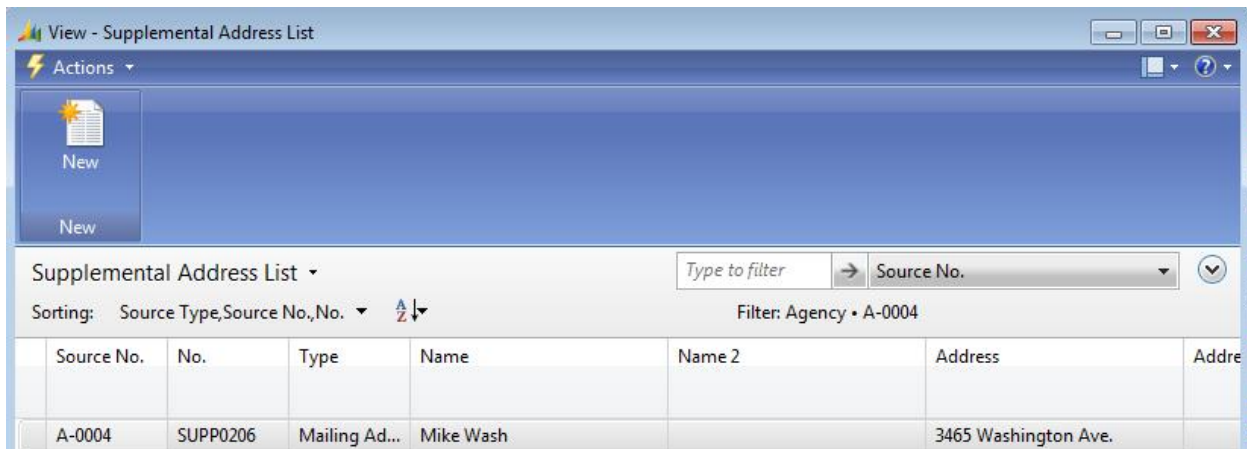 View - Supplemental Address List
Actions
New
New
Supplemental Address List
Type to filter
Source No.
Sorting: Source Type,Source No.,No.
Filter: Agency • A-0004
Source No. No. Type Name Name 2 Address Addre
A-0004 SUPP0206 Mailing Ad... Mike Wash 3465 Washington Ave.